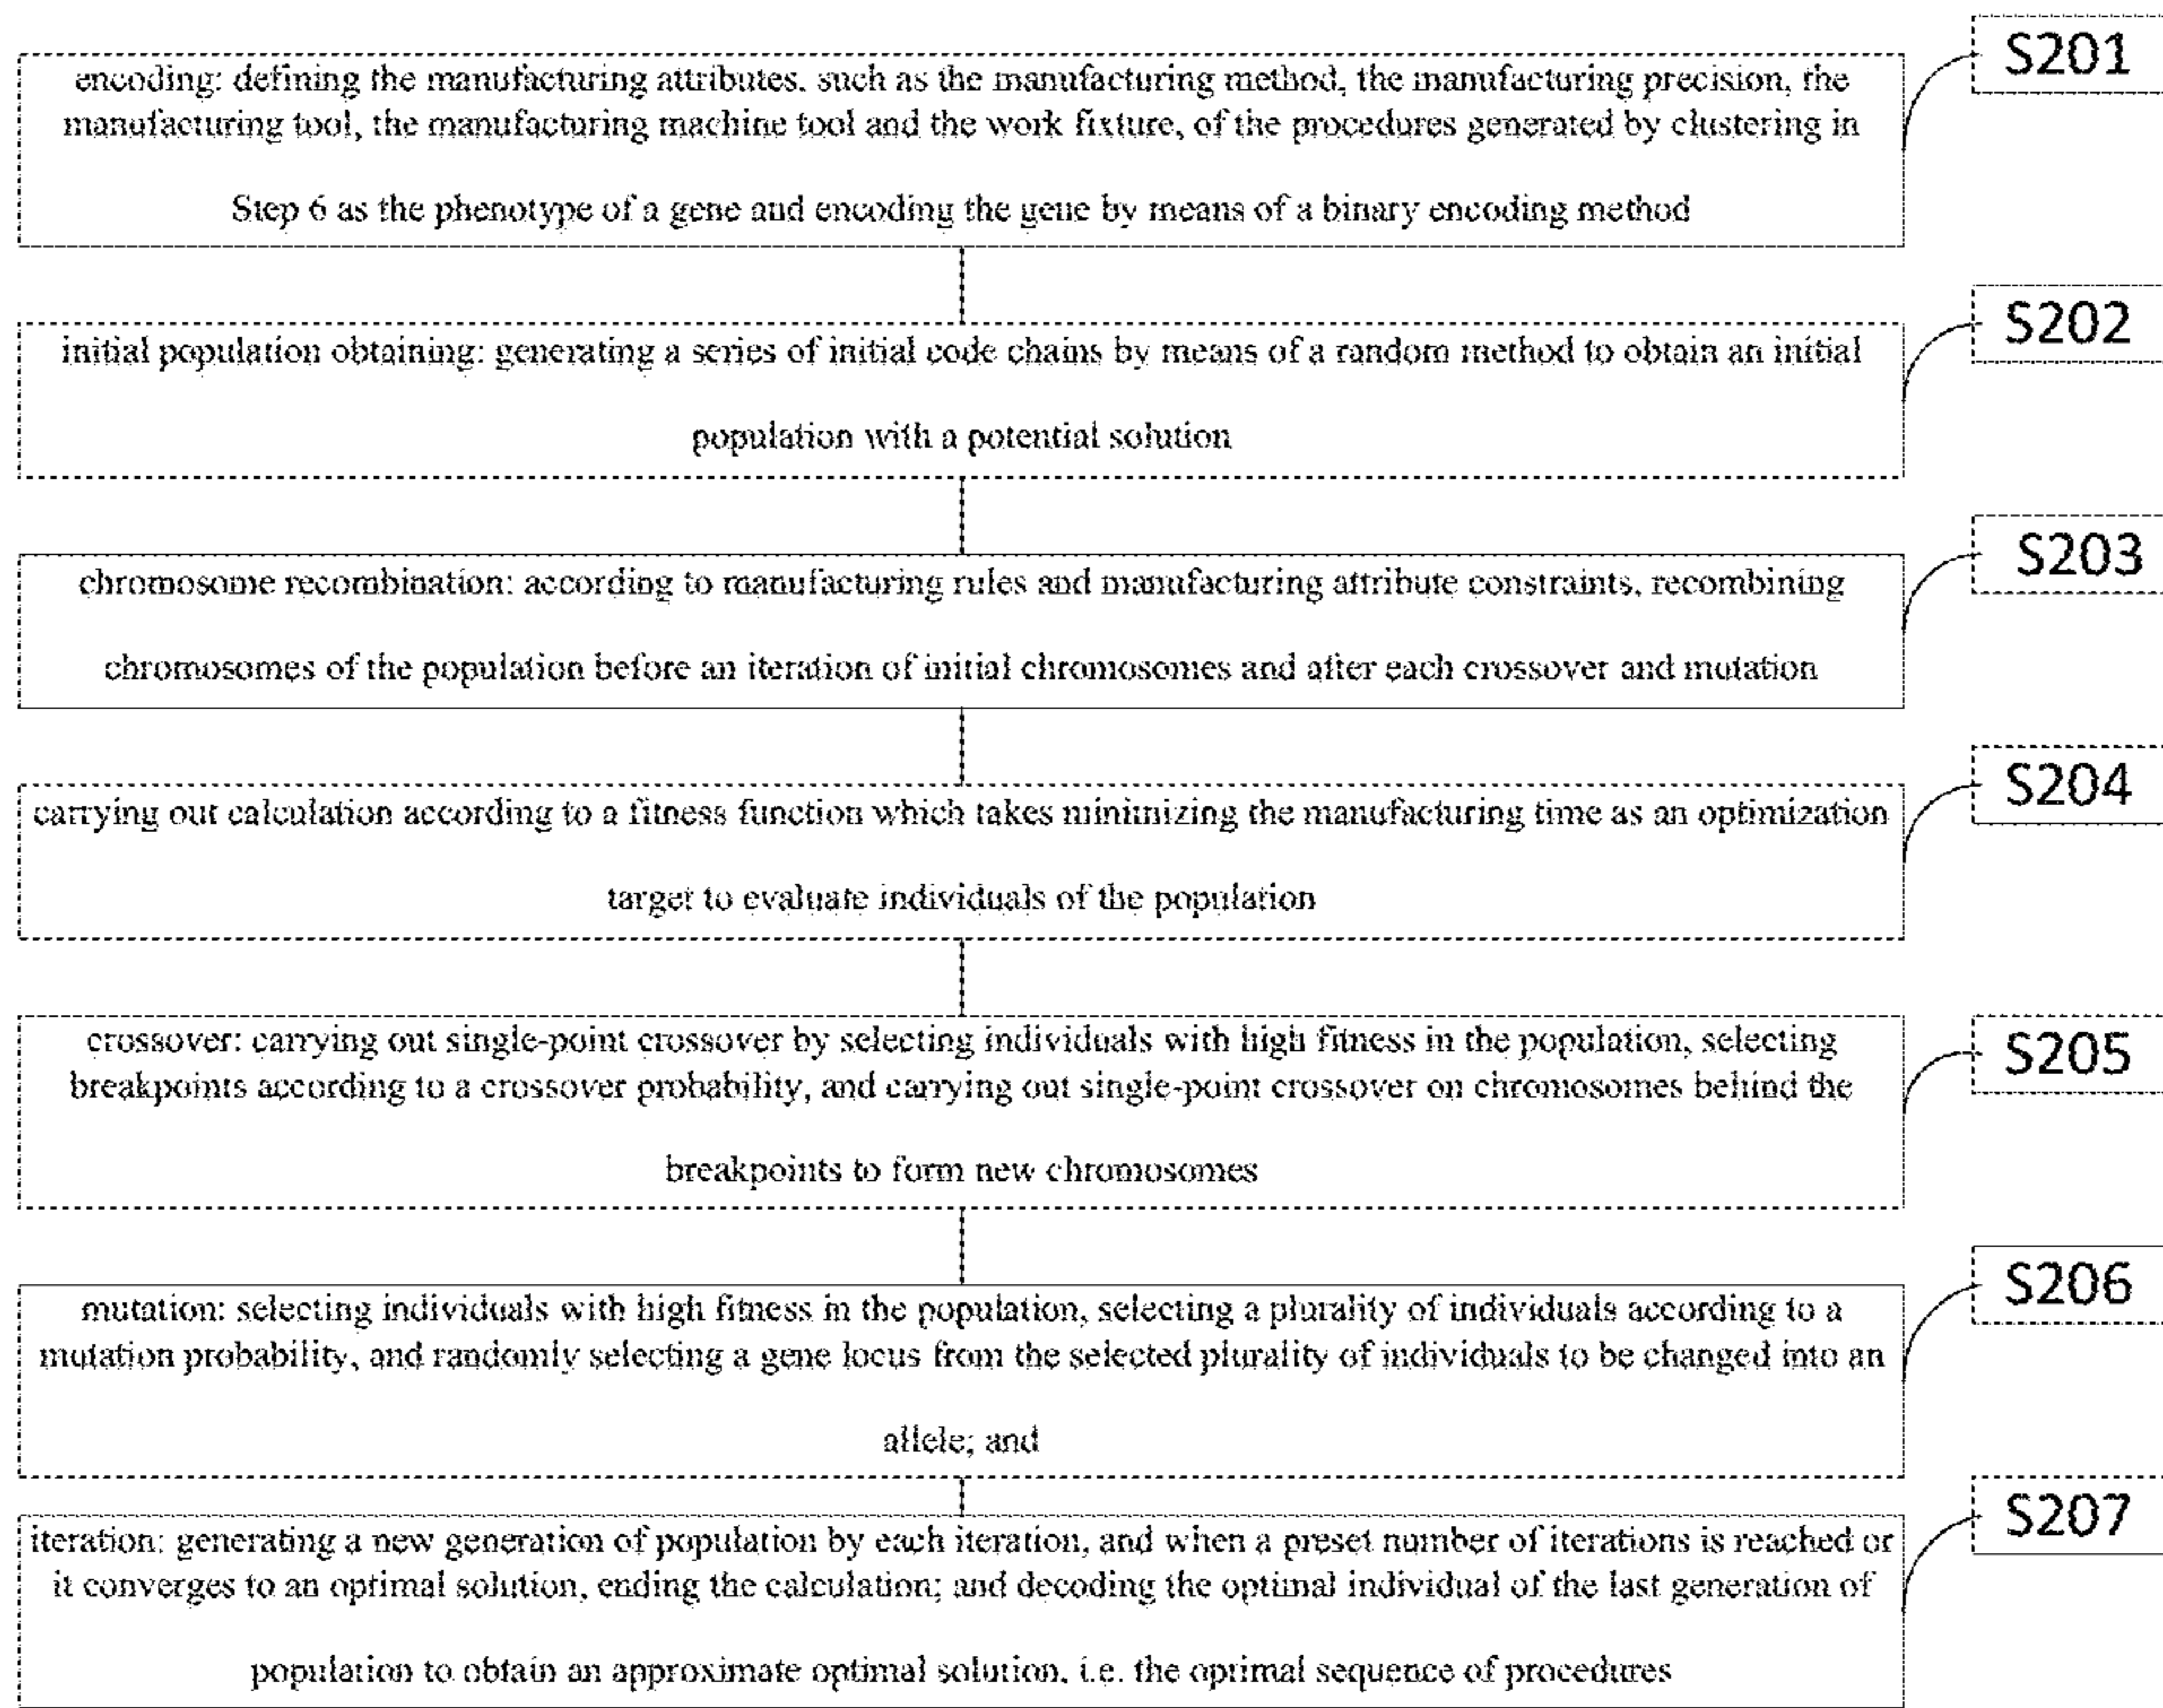 S201
encoding: defining the manufacturing attributes, such as the manufacturing method, the manufacturing precision, the
manufacturing tool, the manufacturing machine tool and the work fixture, of the procedures generated by clustering in
Step 6 as the phenotype of a gene and encoding the gene by means of a binary encoding method
S202
initial population obtaining: generating a series of initial code chains by means of a random method to obtain an initial
population with a potential solution
S203
chromosome recombination: according to manufacturing rules and manufacturing attribute constraints, recombining
chromosomes of the population before an iteration of initial chromosomes and after each crossover and mutation
S204
carrying out calculation according to a fitness function which takes minimizing the manufacturing time as an optimization
target to evaluate individuals of the population
S205
crossover: carrying out single-point crossover by selecting individuals with high fitness in the population, selecting
breakpoints according to a crossover probability, and carrying out single-point crossover on chromosomes behind the
breakpoints to form new chromosomes
S206
mutation: selecting individuals with high fitness in the population, selecting a plurality of individuals according to a
mutation probability, and randomly selecting a gene locus from the selected plurality of individuals to be changed into an
allele; and
S207
iteration: generating a new generation of population by each iteration, and when a preset number of iterations is reached or
it converges to an optimal solution, ending the calculation; and decoding the optimal individual of the last generation of
population to obtain an approximate optimal solution, i.e. the optimal sequence of procedures